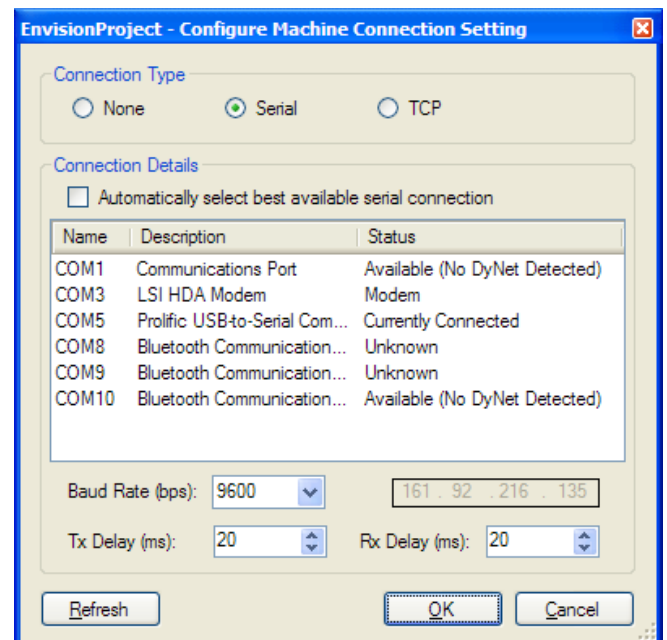 EnvisionProject - Configure Machine Connection Setting
Connection Type
None Serial TCP
Connection Details
Automatically select best available serial connection
Name Description Status
COM1 Communications Port Available (No DyNet Detected)
COM3 LSI HDA Modem Modem
COM5 Prolific USB-to-Serial Com... Currently Connected
COM8 Bluetooth Communication... Unknown
COM9 Bluetooth Communication... Unknown
COM10 Bluetooth Communication... Available (No DyNet Detected)
Baud Rate (bps): 9600 161 . 92 . 216 . 135
Tx Delay (ms): 20 Rx Delay (ms): 20
Refresh OK Cancel